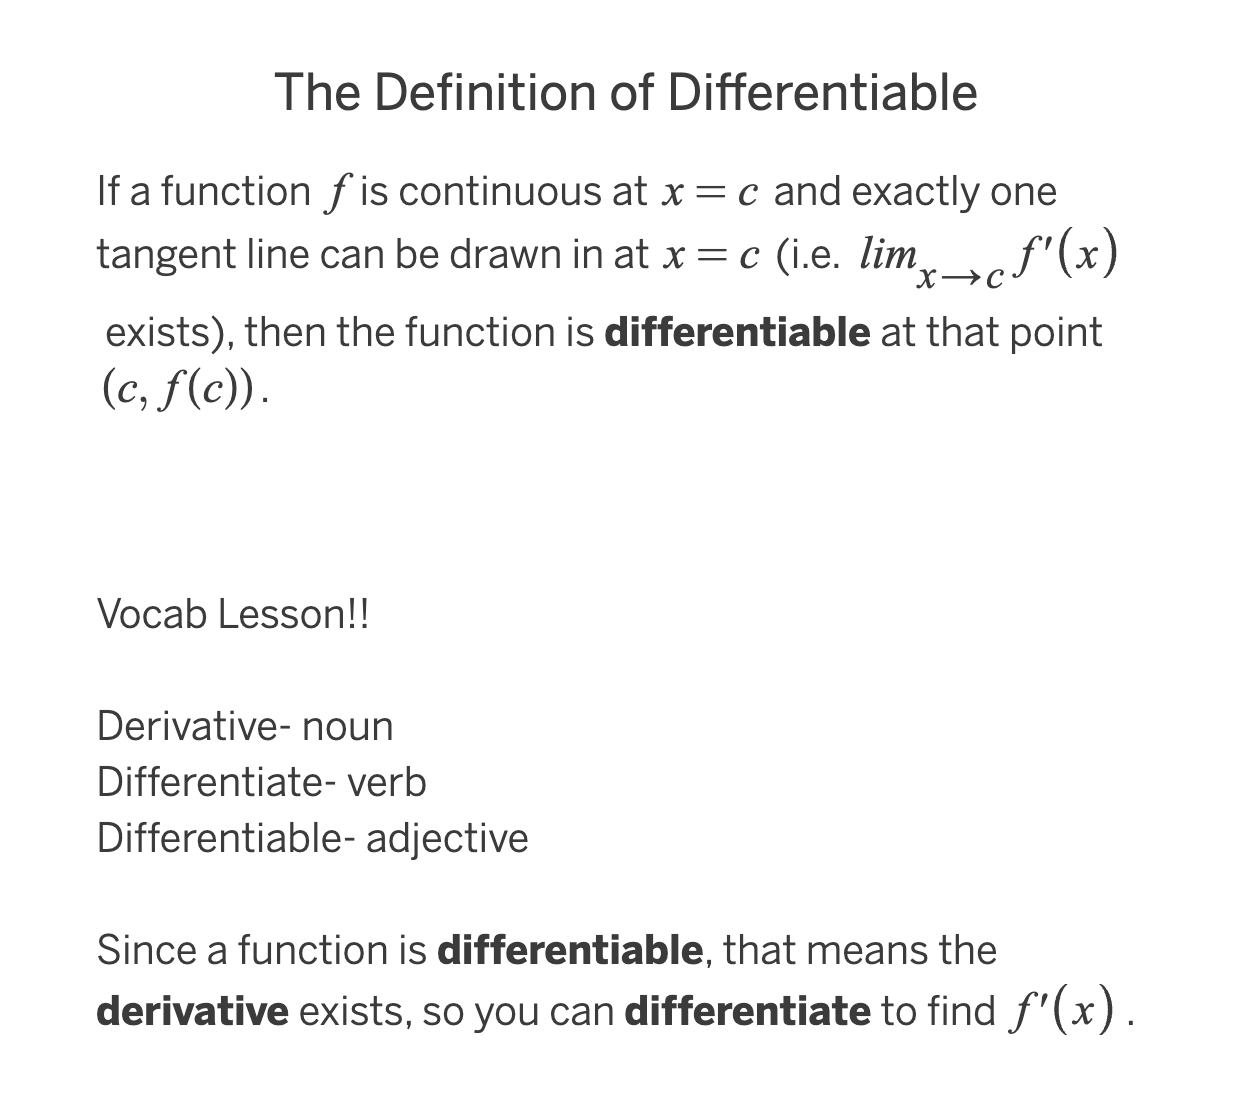 The Definition of Differentiable
If a function f is continuous at x = c and exactly one
tangent line can be drawn in at x = c (i.e. lim x→c f′(x)
exists), then the function is differentiable at that point
(c, f(c)).
Vocab Lesson!!
Derivative- noun
Differentiate- verb
Differentiable- adjective
Since a function is differentiable, that means the
derivative exists, so you can differentiate to find f′(x).